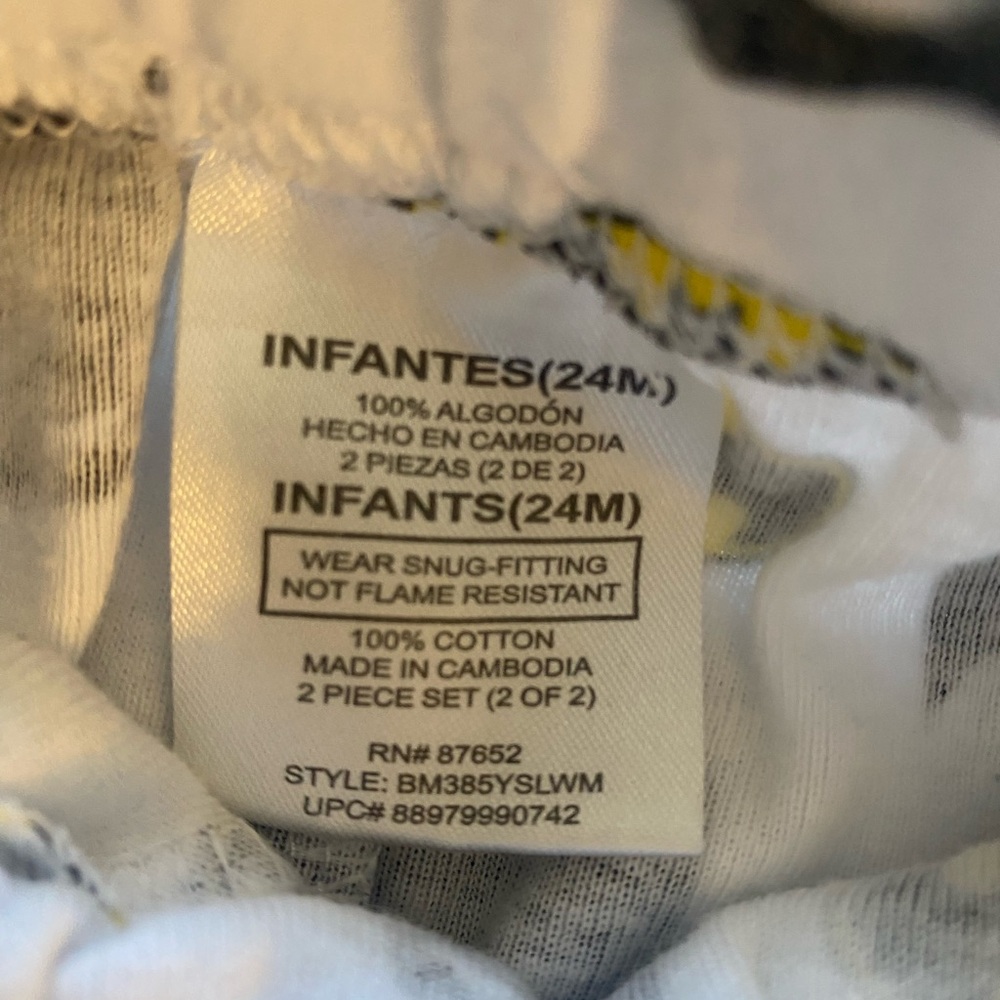 INFANTES(24M.)
100% ALGODÓN
HECHO EN CAMBODIA
2 PIEZAS (2 DE 2)
INFANTS(24M)
WEAR SNUG-FITTING
NOT FLAME RESISTANT
100% COTTON
MADE IN CAMBODIA
2 PIECE SET (2 OF 2)
RN# 87652
STYLE: BM385YSLWM
UPC# 88979990742